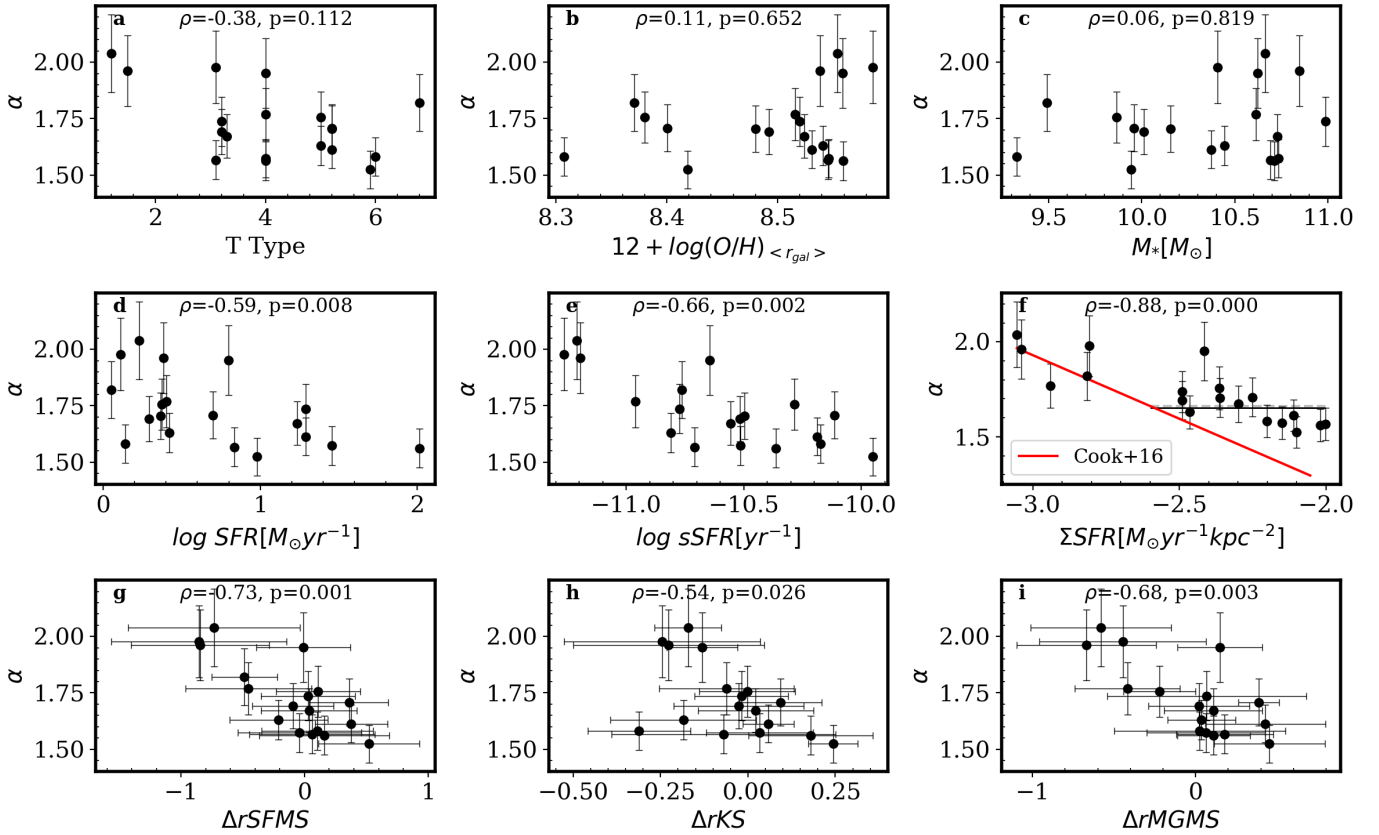 a ρ=-0.38, p=0.112
b ρ=0.11, p=0.652
c ρ=0.06, p=0.819
α
2.00
1.75
1.50
2 4 6
T Type
α
2.00
1.75
1.50
8.3 8.4 8.5
12 + log(O/H)<r_gal>
α
2.00
1.75
1.50
9.5 10.0 10.5 11.0
M*[M⊙]
d ρ=-0.59, p=0.008
e ρ=-0.66, p=0.002
f ρ=-0.88, p=0.000
α
2.00
1.75
1.50
0 1 2
log SFR[M⊙yr⁻¹]
α
2.00
1.75
1.50
−11.0 −10.5 −10.0
log sSFR[yr⁻¹]
α
2.0
1.5
Cook+16
−3.0 −2.5 −2.0
ΣSFR[M⊙yr⁻¹kpc⁻²]
g ρ=-0.73, p=0.001
h ρ=-0.54, p=0.026
i ρ=-0.68, p=0.003
α
2.00
1.75
1.50
−1 0 1
ΔrSFMS
α
2.00
1.75
1.50
−0.50 −0.25 0.00 0.25
ΔrKS
α
2.00
1.75
1.50
−1 0
ΔrMGMS